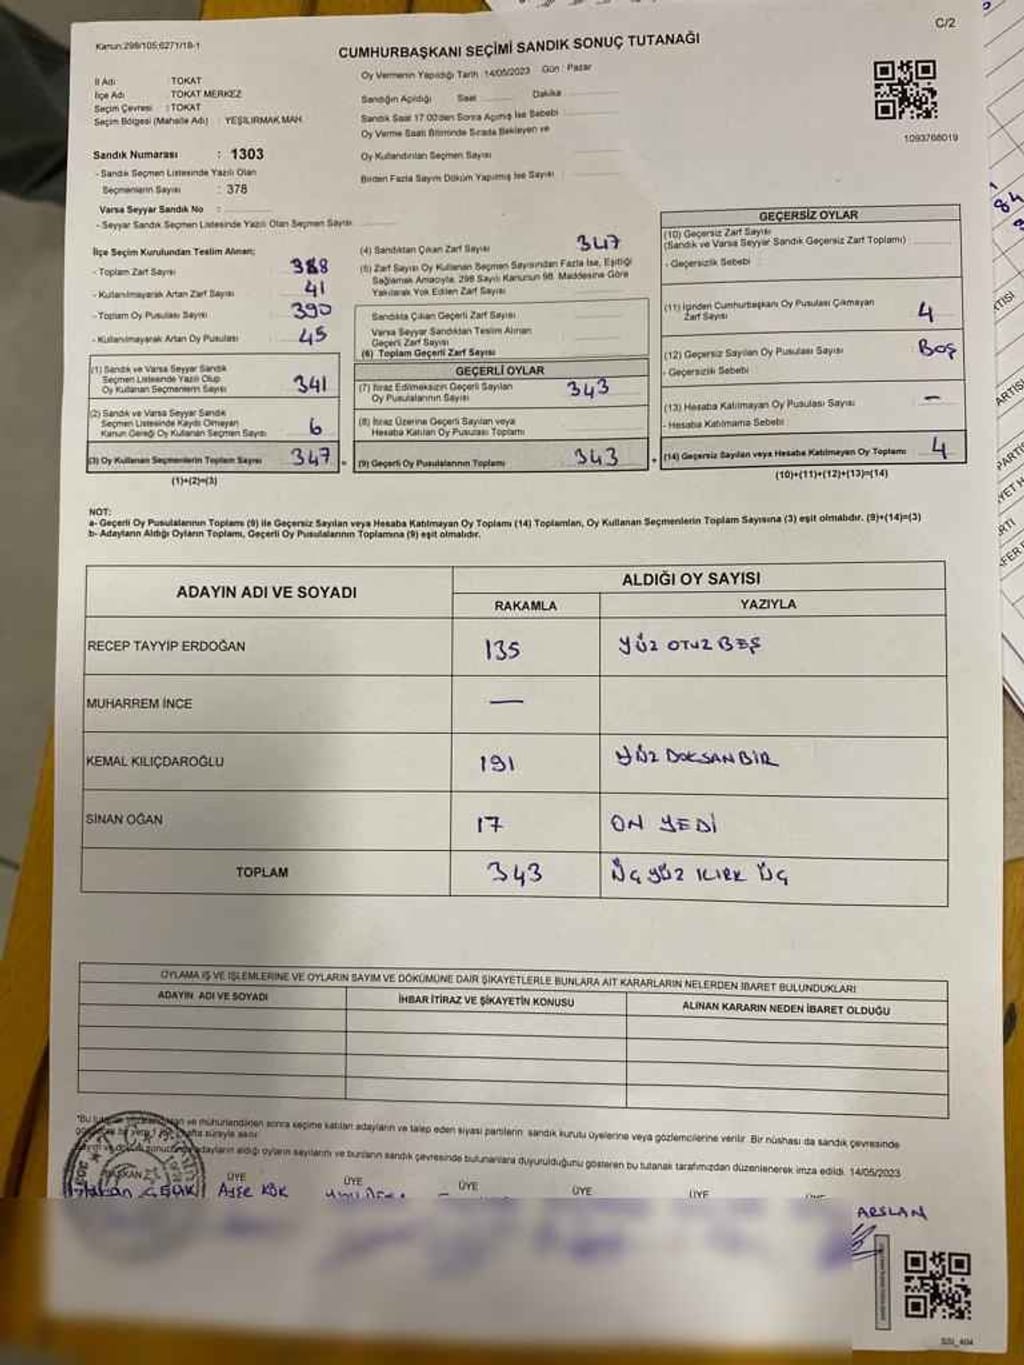 C/2
Kanun:298/105;6271/18-1
CUMHURBAŞKANI SEÇİMİ SANDIK SONUÇ TUTANAĞI
İl Adı TOKAT
İlçe Adı TOKAT MERKEZ
Seçim Çevresi : TOKAT
Seçim Bölgesi (Mahalle Adı) : YEŞİLIRMAK MAH.
Oy Vermenin Yapıldığı Tarih 14/05/2023 Gün : Pazar
Sandığın Açıldığı Saat Dakika
Sandık Saat 17.00'den Sonra Açılmış İse Sebebi
Oy Verme Saati Bitiminde Sırada Bekleyen ve
Oy Kullandırılan Seçmen Sayısı
Birden Fazla Sayım Döküm Yapılmış İse Sayısı
1093768019
Sandık Numarası : 1303
- Sandık Seçmen Listesinde Yazılı Olan
Seçmenlerin Sayısı : 378
Varsa Seyyar Sandık No :
- Seyyar Sandık Seçmen Listesinde Yazılı Olan Seçmen Sayısı
İlçe Seçim Kurulundan Teslim Alınan;
- Toplam Zarf Sayısı 388
- Kullanılmayarak Artan Zarf Sayısı 41
- Toplam Oy Pusulası Sayısı 390
- Kullanılmayarak Artan Oy Pusulası 45
(1) Sandık ve Varsa Seyyar Sandık
Seçmen Listesinde Yazılı Olup
Oy Kullanan Seçmenlerin Sayısı 341
(2) Sandık ve Varsa Seyyar Sandık
Seçmen Listesinde Kaydı Olmayan
Kanun Gereği Oy Kullanan Seçmen Sayısı 6
(3) Oy Kullanan Seçmenlerin Toplam Sayısı 347 =
(1)+(2)=(3)
(4) Sandıktan Çıkan Zarf Sayısı 347
(5) Zarf Sayısı Oy Kullanan Seçmen Sayısından Fazla İse, Eşitliği
Sağlamak Amacıyla, 298 Sayılı Kanunun 98. Maddesine Göre
Yakılarak Yok Edilen Zarf Sayısı
Sandıkta Çıkan Geçerli Zarf Sayısı
Varsa Seyyar Sandıktan Teslim Alınan
Geçerli Zarf Sayısı
(6) Toplam Geçerli Zarf Sayısı
GEÇERLİ OYLAR
(7) İtiraz Edilmeksizin Geçerli Sayılan
Oy Pusulalarının Sayısı 343
(8) İtiraz Üzerine Geçerli Sayılan veya
Hesaba Katılan Oy Pusulası Toplamı
(9) Geçerli Oy Pusulalarının Toplamı 343 +
GEÇERSİZ OYLAR
(10) Geçersiz Zarf Sayısı
(Sandık ve Varsa Seyyar Sandık Geçersiz Zarf Toplamı)
- Geçersizlik Sebebi
(11) İçinden Cumhurbaşkanı Oy Pusulası Çıkmayan
Zarf Sayısı 4
(12) Geçersiz Sayılan Oy Pusulası Sayısı BOŞ
- Geçersizlik Sebebi
(13) Hesaba Katılmayan Oy Pusulası Sayısı –
- Hesaba Katılmama Sebebi
(14) Geçersiz Sayılan veya Hesaba Katılmayan Oy Toplamı 4
(10)+(11)+(12)+(13)=(14)
NOT:
a- Geçerli Oy Pusulalarının Toplamı (9) ile Geçersiz Sayılan veya Hesaba Katılmayan Oy Toplamı (14) Toplamları, Oy Kullanan Seçmenlerin Toplam Sayısına (3) eşit olmalıdır. (9)+(14)=(3)
b- Adayların Aldığı Oyların Toplamı, Geçerli Oy Pusulalarının Toplamına (9) eşit olmalıdır.
ADAYIN ADI VE SOYADI ALDIĞI OY SAYISI
RAKAMLA YAZIYLA
RECEP TAYYİP ERDOĞAN 135 YÜZ OTUZ BEŞ
MUHARREM İNCE —
KEMAL KILIÇDAROĞLU 191 YÜZ DOKSAN BİR
SİNAN OĞAN 17 ON YEDİ
TOPLAM 343 ÜÇ YÜZ KIRK ÜÇ
OYLAMA İŞ VE İŞLEMLERİNE VE OYLARIN SAYIM VE DÖKÜMÜNE DAİR ŞİKAYETLERLE BUNLARA AİT KARARLARIN NELERDEN İBARET BULUNDUKLARI
ADAYIN ADI VE SOYADI İHBAR İTİRAZ VE ŞİKAYETİN KONUSU ALINAN KARARIN NEDEN İBARET OLDUĞU
ve mühürlendikten sonra seçime katılan adayların ve talep eden siyasi partilerin sandık kurulu üyelerine veya gözlemcilerine verilir. Bir nüshası da sandık çevresinde
süreyle asılır.
adayların aldığı oyların sayılarını ve bunların sandık çevresinde bulunanlara duyurulduğunu gösteren bu tutanak tarafımızdan düzenlenerek imza edildi. 14/05/2023
BAŞKAN ÜYE ÜYE ÜYE ÜYE ÜYE
AYŞE KÖK
ARSLAN